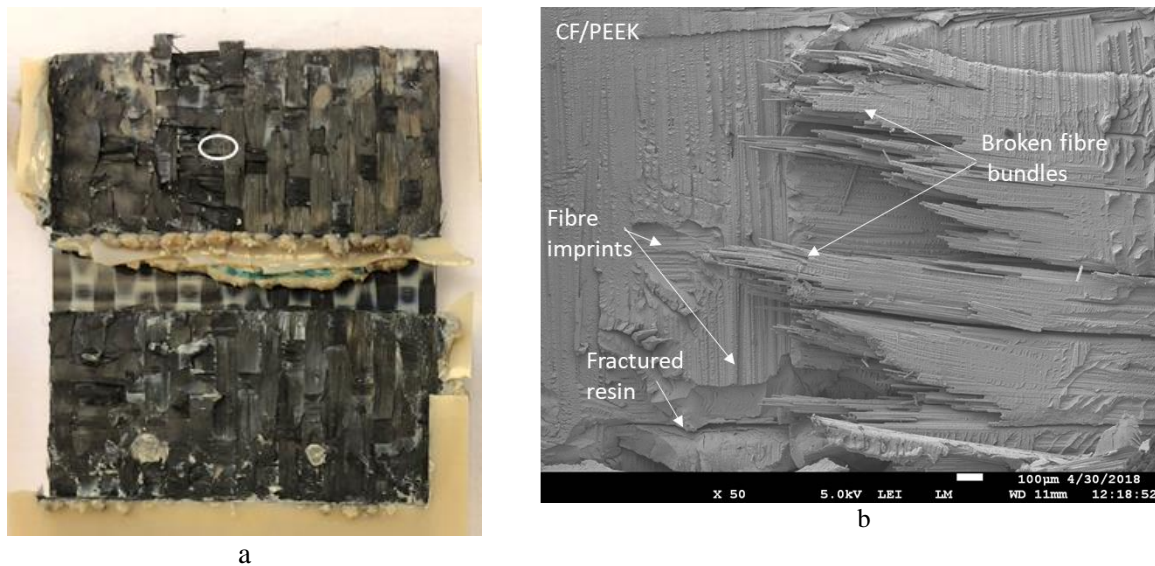 CF/PEEK
Broken fibre
bundles
Fibre
imprints
Fractured
resin
100µm 4/30/2018
X 50 5.0kV LEI LM WD 11mm 12:18:52
a
b